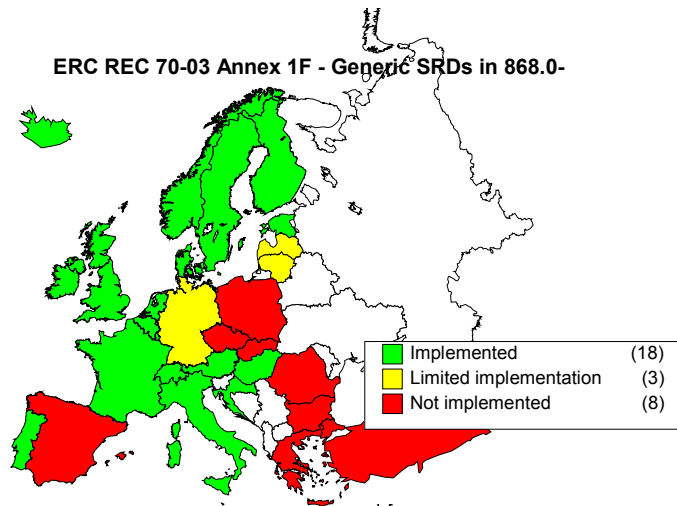 ERC REC 70-03 Annex 1F - Generic SRDs in 868.0-
Implemented (18)
Limited implementation (3)
Not implemented (8)